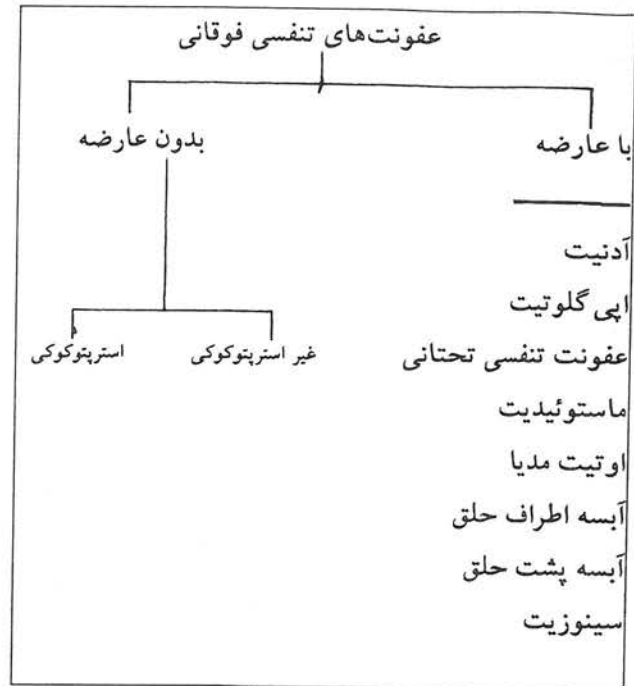 عفونت‌های تنفسی فوقانی
با عارضه
بدون عارضه
آدنیت
اپی گلوتیت
عفونت تنفسی تحتانی
ماستوئیدیت
اوتیت مدیا
آبسه اطراف حلق
آبسه پشت حلق
سینوزیت
غیر استرپتوکوکی
استرپتوکوکی